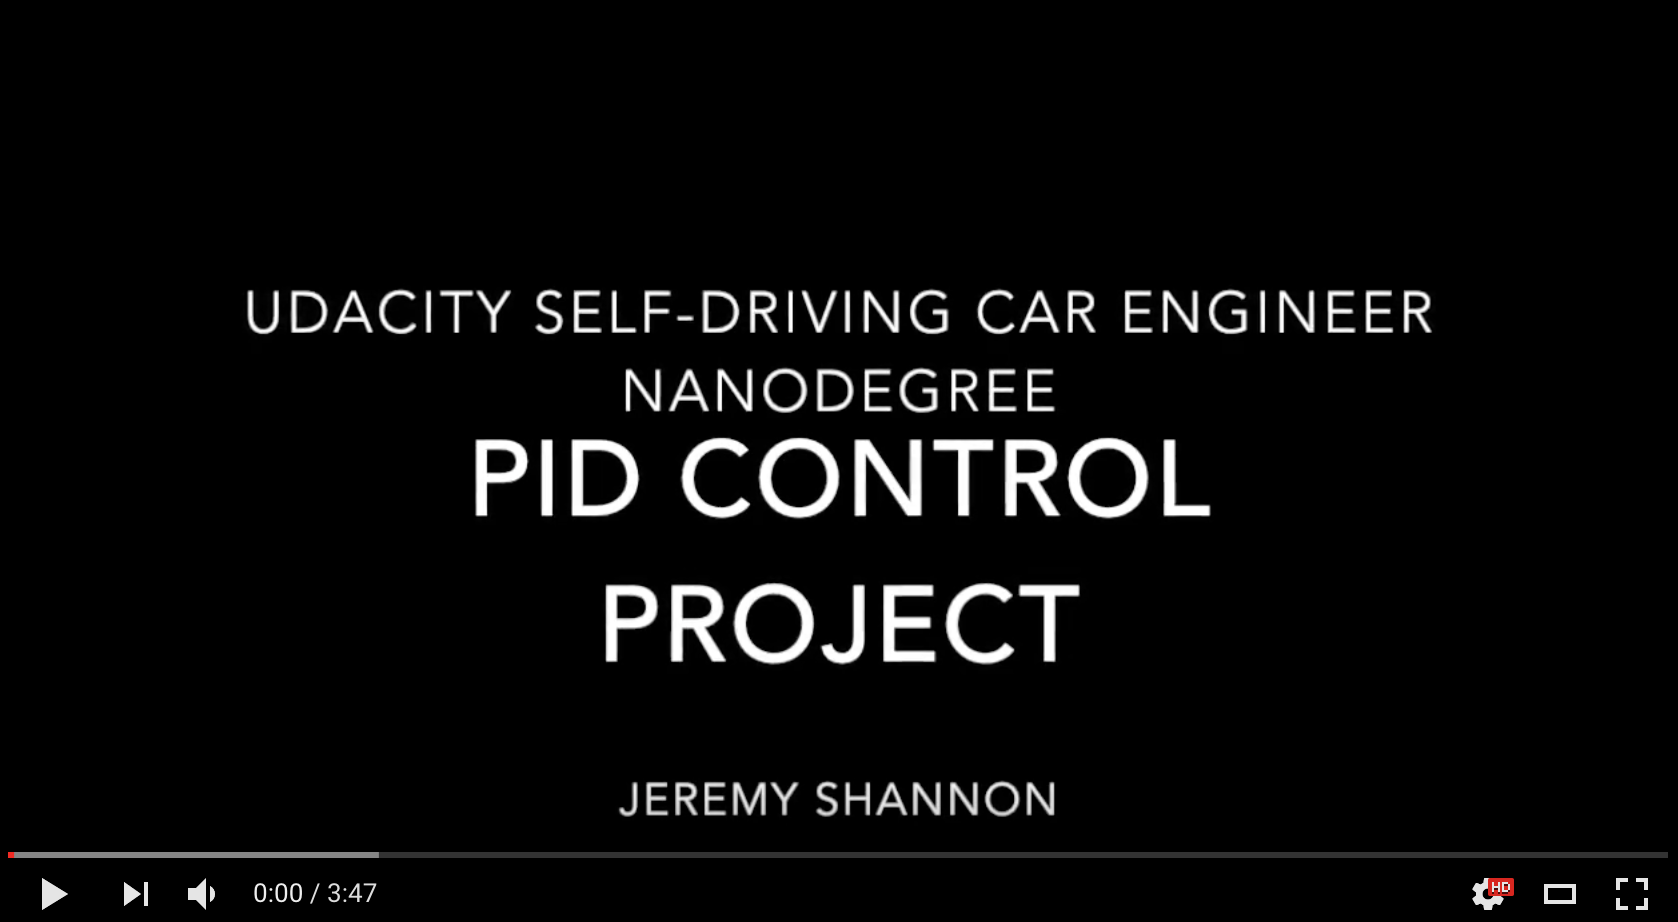 UDACITY SELF-DRIVING CAR ENGINEER
NANODEGREE
PID CONTROL
PROJECT
JEREMY SHANNON
0:00 / 3:47
HD